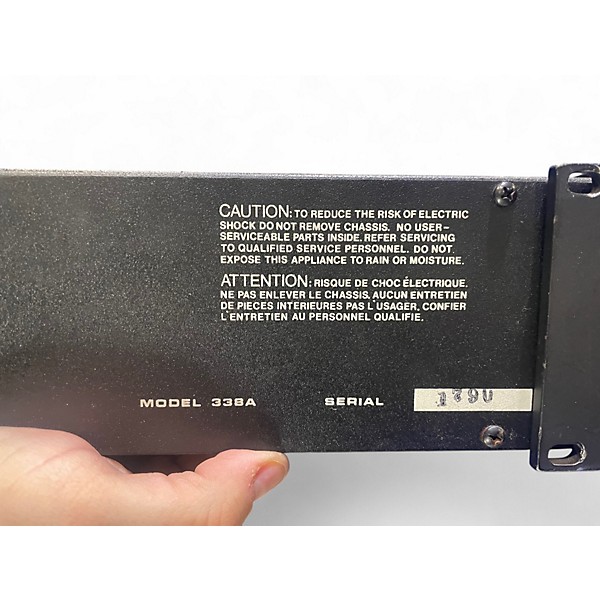 CAUTION: TO REDUCE THE RISK OF ELECTRIC
SHOCK DO NOT REMOVE CHASSIS. NO USER-
SERVICEABLE PARTS INSIDE. REFER SERVICING
TO QUALIFIED SERVICE PERSONNEL. DO NOT
EXPOSE THIS APPLIANCE TO RAIN OR MOISTURE.
ATTENTION: RISQUE DE CHOC ÉLECTRIQUE.
NE PAS ENLEVER LE CHASSIS. AUCUN ENTRETIEN
DE PIECES INTERIEURES PAS L'USAGER, CONFIER
L'ENTRETIEN AU PERSONNEL QUALIFIE.
MODEL 338A SERIAL